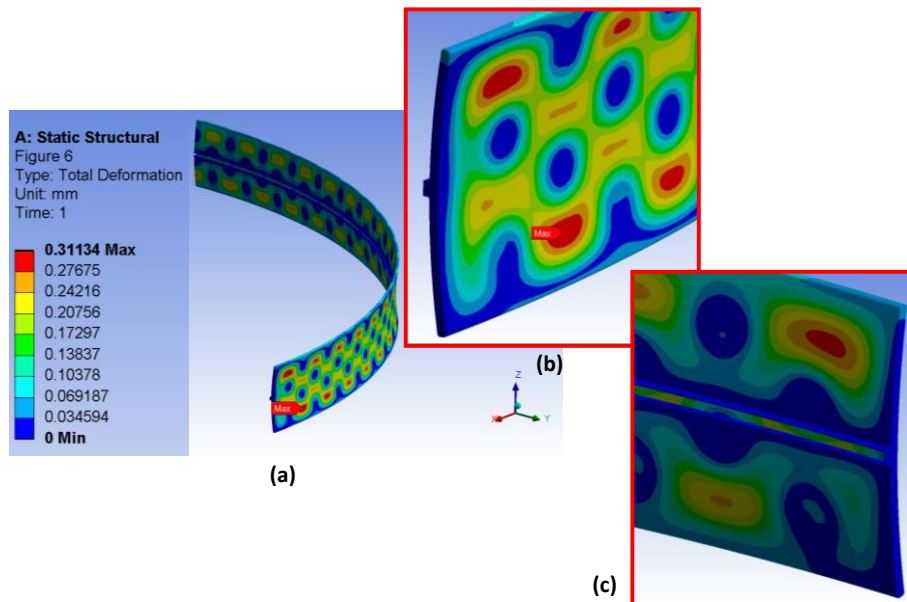 A: Static Structural
Figure 6
Type: Total Deformation
Unit: mm
Time: 1
0.31134 Max
0.27675
0.24216
0.20756
0.17297
0.13837
0.10378
0.069187
0.034594
0 Min
Max
(a)
Max
(b)
Z
X
Y
(c)